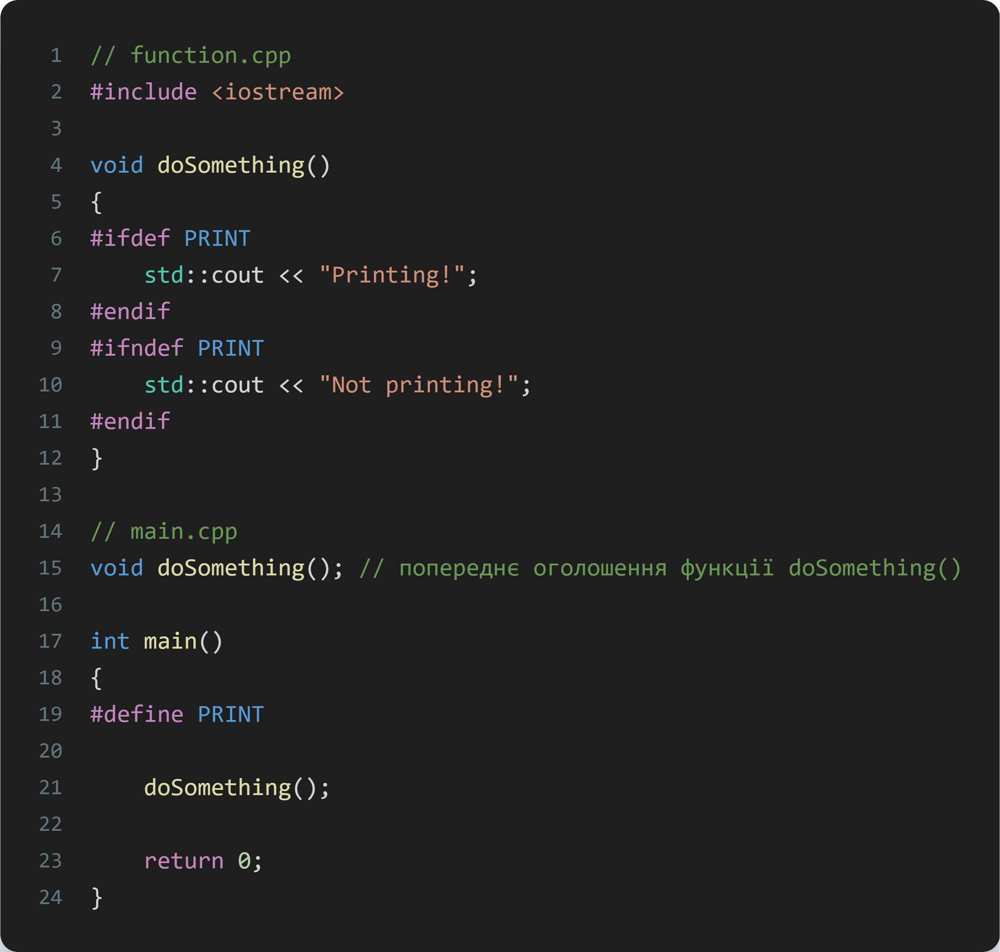 1 // function.cpp
2 #include <iostream>
3
4 void doSomething()
5 {
6 #ifdef PRINT
7     std::cout << "Printing!";
8 #endif
9 #ifndef PRINT
10     std::cout << "Not printing!";
11 #endif
12 }
13
14 // main.cpp
15 void doSomething(); // попереднє оголошення функції doSomething()
16
17 int main()
18 {
19 #define PRINT
20
21     doSomething();
22
23     return 0;
24 }